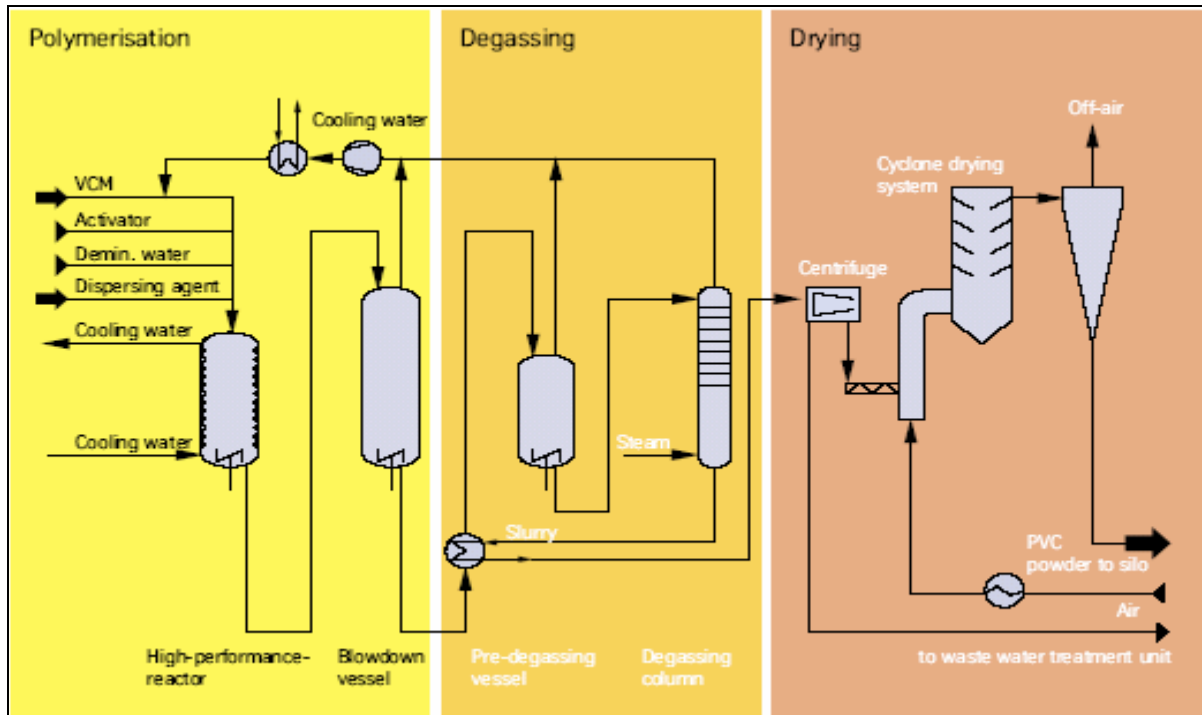 Polymerisation
Degassing
Drying
Off-air
Cooling water
Cyclone drying
system
VCM
Activator
Demin. water
Dispersing agent
Centrifuge
Cooling water
Cooling water
Steam
Slurry
PVC
powder to silo
Air
High-performance-
reactor
Blowdown
vessel
Pre-degassing
vessel
Degassing
column
to waste water treatment unit